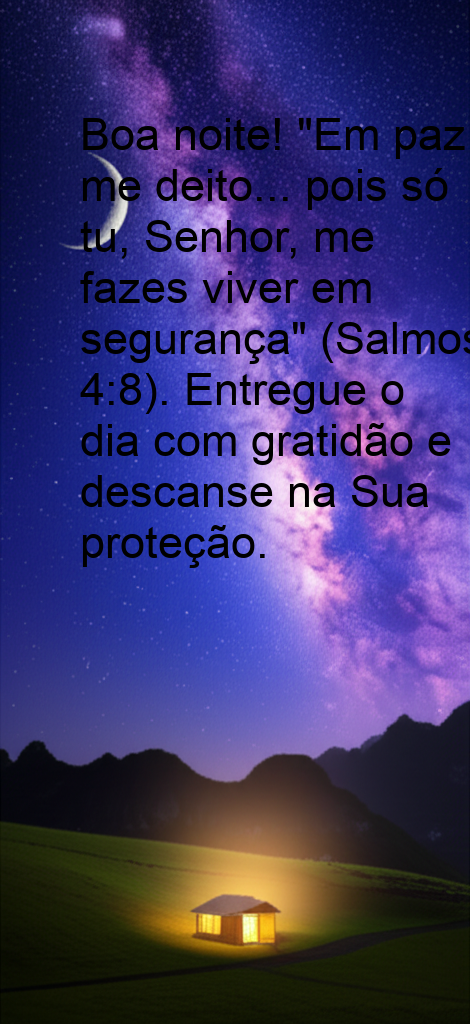 Boa noite! "Em paz
me deito... pois só
tu, Senhor, me
fazes viver em
segurança" (Salmos
4:8). Entregue o
dia com gratidão e
descanse na Sua
proteção.